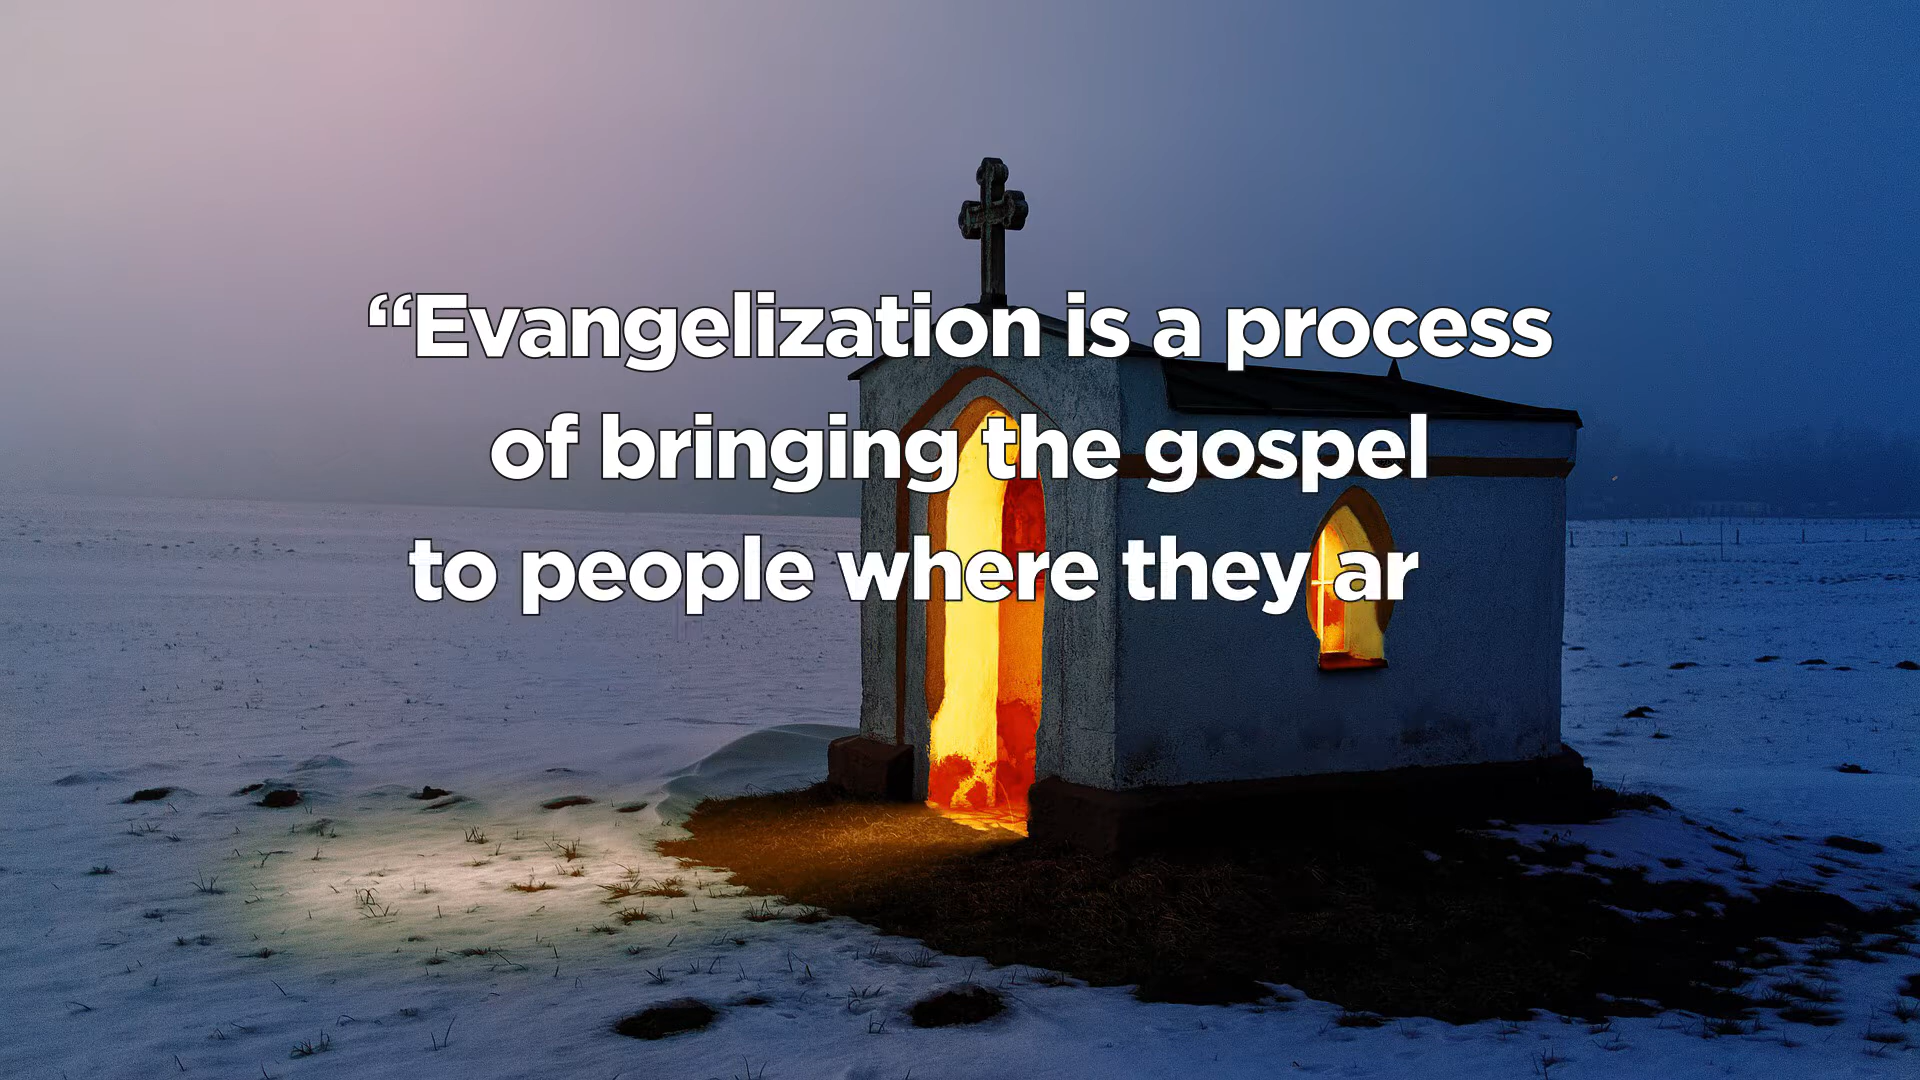 “Evangelization is a process
of bringing the gospel
to people where they ar